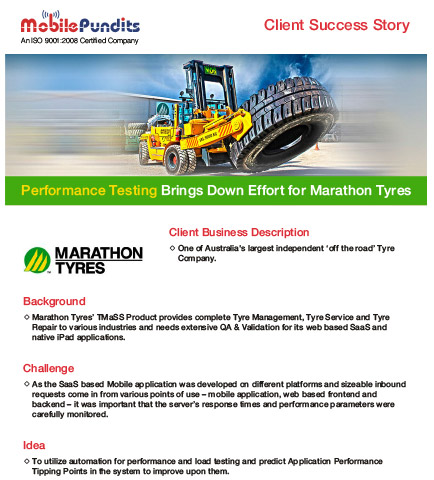 MobilePundits
An ISO 9001:2008 Certified Company
Client Success Story
Performance Testing Brings Down Effort for Marathon Tyres
MARATHON
TYRES
Client Business Description
◇ One of Australia's largest independent 'off the road' Tyre
Company.
Background
◇ Marathon Tyres' TMaSS Product provides complete Tyre Management, Tyre Service and Tyre
Repair to various industries and needs extensive QA & Validation for its web based SaaS and
native iPad applications.
Challenge
◇ As the SaaS based Mobile application was developed on different platforms and sizeable inbound
requests come in from various points of use – mobile application, web based frontend and
backend – it was important that the server's response times and performance parameters were
carefully monitored.
Idea
◇ To utilize automation for performance and load testing and predict Application Performance
Tipping Points in the system to improve upon them.